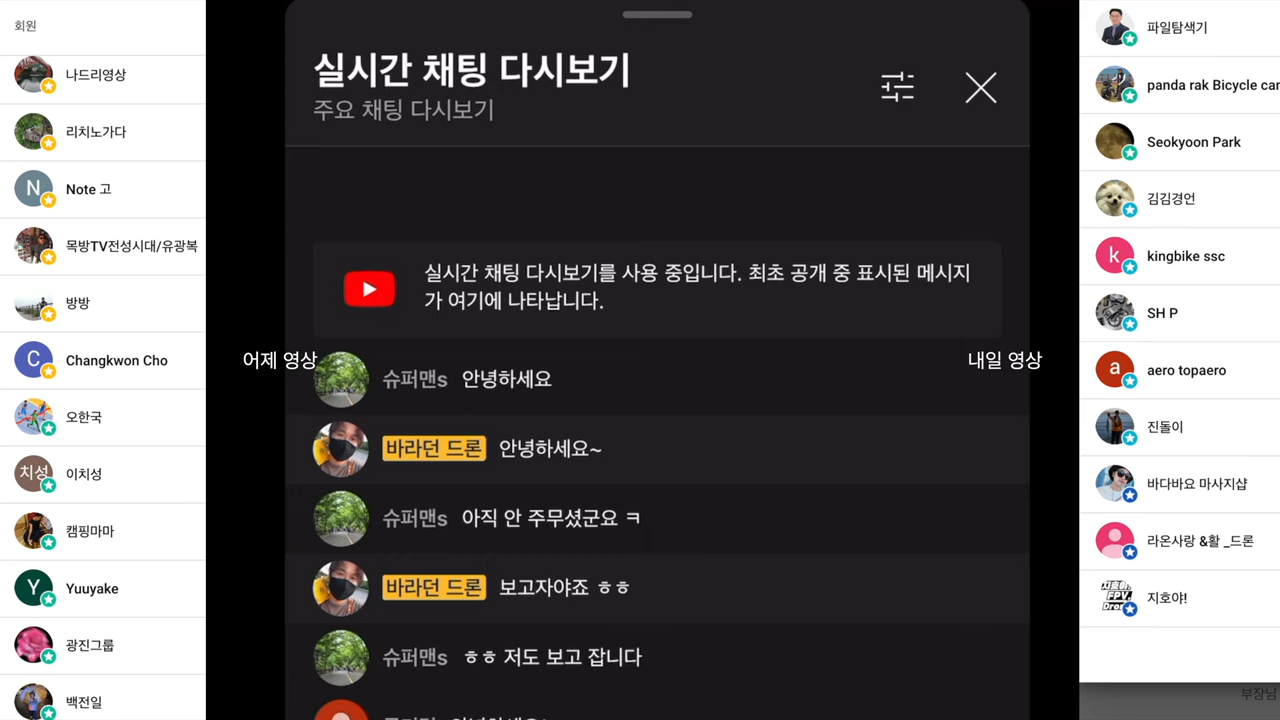 회원
나드리영상
리치노가다
N
Note 고
목방TV전성시대/유광복
방방
C
Changkwon Cho
오한국
치성
이치성
캠핑마마
Y
Yuuyake
광진그룹
백전일
실시간 채팅 다시보기
주요 채팅 다시보기
실시간 채팅 다시보기를 사용 중입니다. 최초 공개 중 표시된 메시지
가 여기에 나타납니다.
어제 영상
내일 영상
슈퍼맨s 안녕하세요
바라던 드론 안녕하세요~
슈퍼맨s 아직 안 주무셨군요 ㅋ
바라던 드론 보고자야죠 ㅎㅎ
슈퍼맨s ㅎㅎ 저도 보고 잡니다
파일탐색기
panda rak Bicycle
Seokyoon Park
김김경언
k
kingbike ssc
SH P
a
aero topaero
진돌이
바다바요 마사지샵
라온사랑 &활 _드론
지호야!
부장님